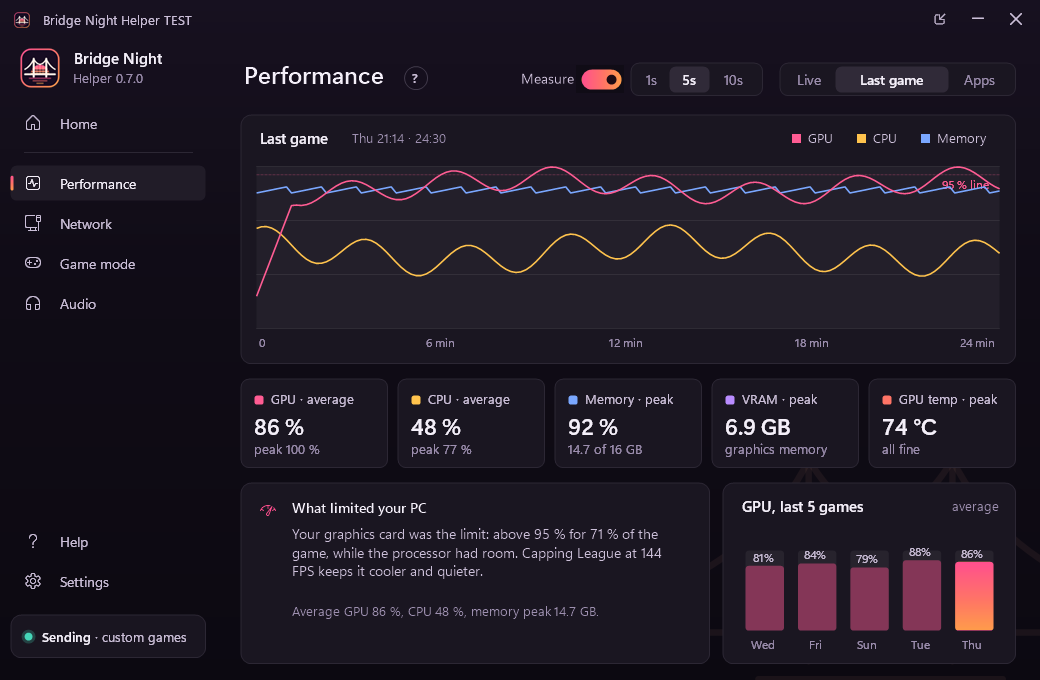 Bridge Night Helper TEST
Bridge Night
Helper 0.7.0
Home
Performance
Network
Game mode
Audio
? Help
Settings
Sending · custom games
Performance
?
Measure
1s 5s 10s
Live Last game Apps
Last game Thu 21:14 · 24:30
GPU CPU Memory
95 % line
0 6 min 12 min 18 min 24 min
GPU · average
86 %
peak 100 %
CPU · average
48 %
peak 77 %
Memory · peak
92 %
14.7 of 16 GB
VRAM · peak
6.9 GB
graphics memory
GPU temp · peak
74 °C
all fine
What limited your PC
Your graphics card was the limit: above 95 % for 71 % of the
game, while the processor had room. Capping League at 144
FPS keeps it cooler and quieter.
Average GPU 86 %, CPU 48 %, memory peak 14.7 GB.
GPU, last 5 games average
81% 84% 79% 88% 86%
Wed Fri Sun Tue Thu